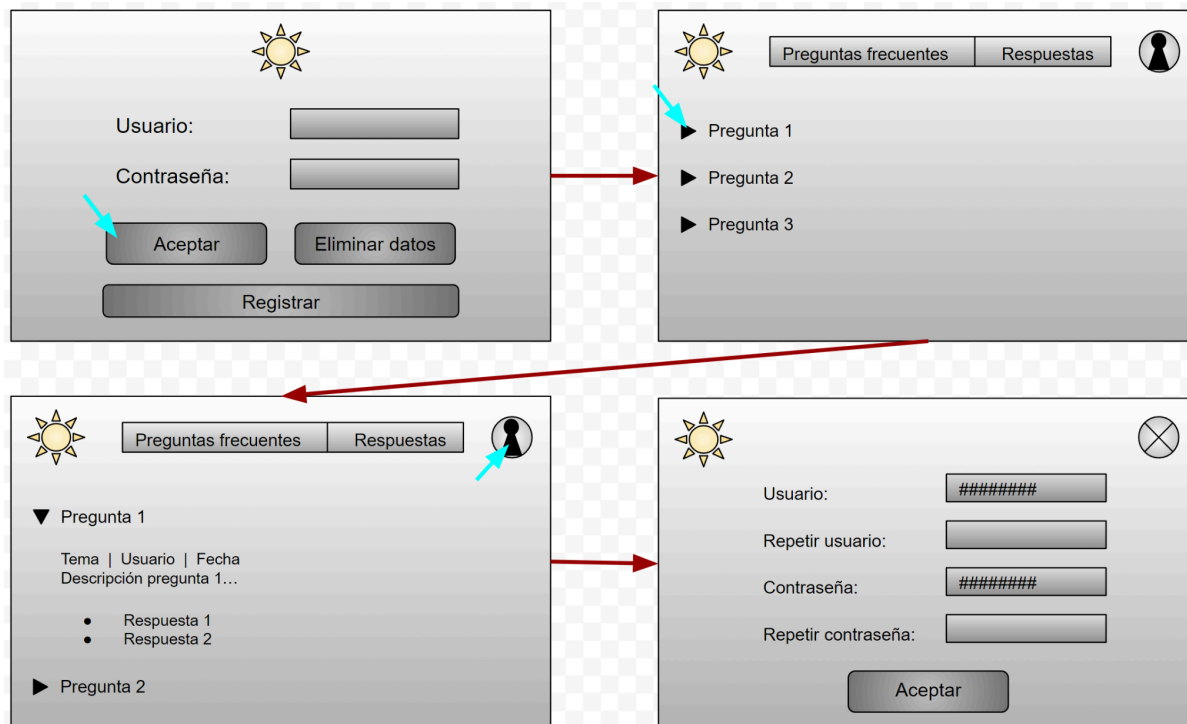 Usuario:
Contraseña:
Aceptar Eliminar datos
Registrar
Preguntas frecuentes Respuestas
Pregunta 1
Pregunta 2
Pregunta 3
Preguntas frecuentes Respuestas
Pregunta 1
Tema | Usuario | Fecha
Descripción pregunta 1...
● Respuesta 1
● Respuesta 2
Pregunta 2
Usuario: ########
Repetir usuario:
Contraseña: ########
Repetir contraseña:
Aceptar